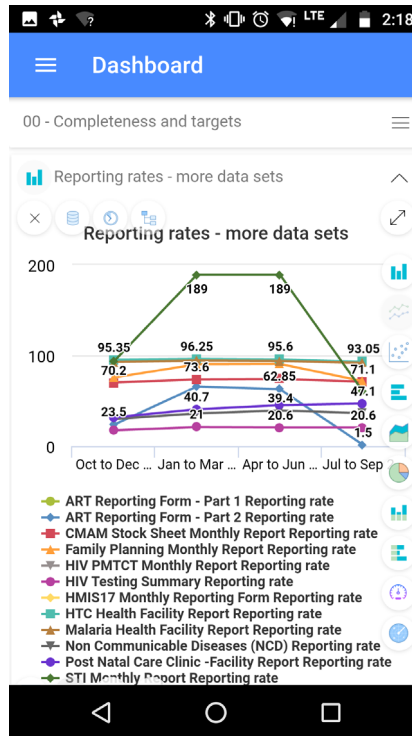 LTE 2:18
Dashboard
00 - Completeness and targets
Reporting rates - more data sets
Reporting rates - more data sets
200
189 189
100
95.35 96.25 95.6 93.05
70.2 73.6 62.85 71.1
47.1
40.7 39.4
23.5 21 20.6 20.6
1.5
0
Oct to Dec ... Jan to Mar ... Apr to Jun ... Jul to Sep
ART Reporting Form - Part 1 Reporting rate
ART Reporting Form - Part 2 Reporting rate
CMAM Stock Sheet Monthly Report Reporting rate
Family Planning Monthly Report Reporting rate
HIV PMTCT Monthly Report Reporting rate
HIV Testing Summary Reporting rate
HMIS17 Monthly Reporting Form Reporting rate
HTC Health Facility Report Reporting rate
Malaria Health Facility Report Reporting rate
Non Communicable Diseases (NCD) Reporting rate
Post Natal Care Clinic -Facility Report Reporting rate
STI Monthly Report Reporting rate